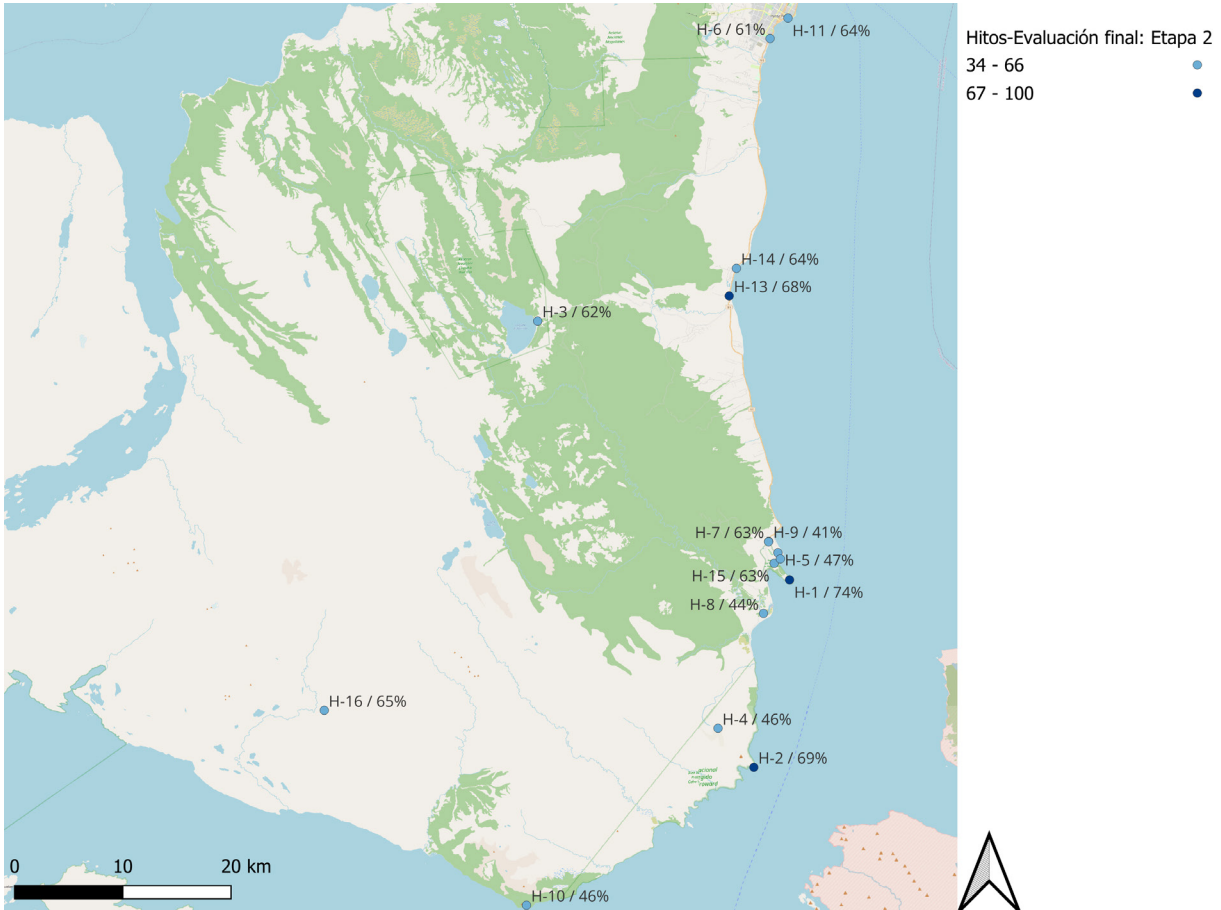 H-6 / 61%
H-11 / 64%
Hitos-Evaluación final: Etapa 2
34 - 66
67 - 100
H-14 / 64%
H-13 / 68%
H-3 / 62%
H-7 / 63%
H-9 / 41%
H-5 / 47%
H-15 / 63%
H-1 / 74%
H-8 / 44%
H-16 / 65%
H-4 / 46%
H-2 / 69%
0 10 20 km
H-10 / 46%